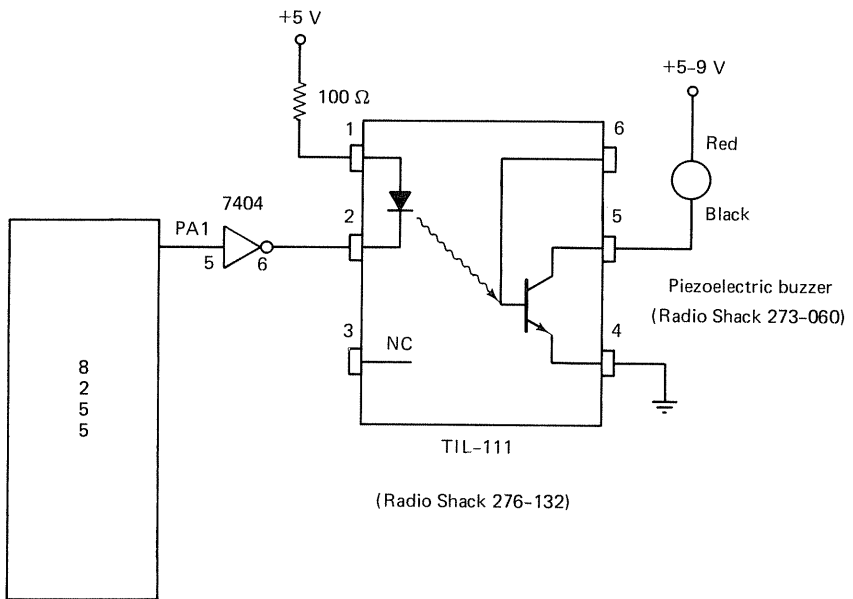 +5 V
100 Ω
+5-9 V
Red
Black
1
6
7404
PA1
5
6
2
5
Piezoelectric buzzer
(Radio Shack 273-060)
3
NC
4
8
2
5
5
TIL-111
(Radio Shack 276-132)